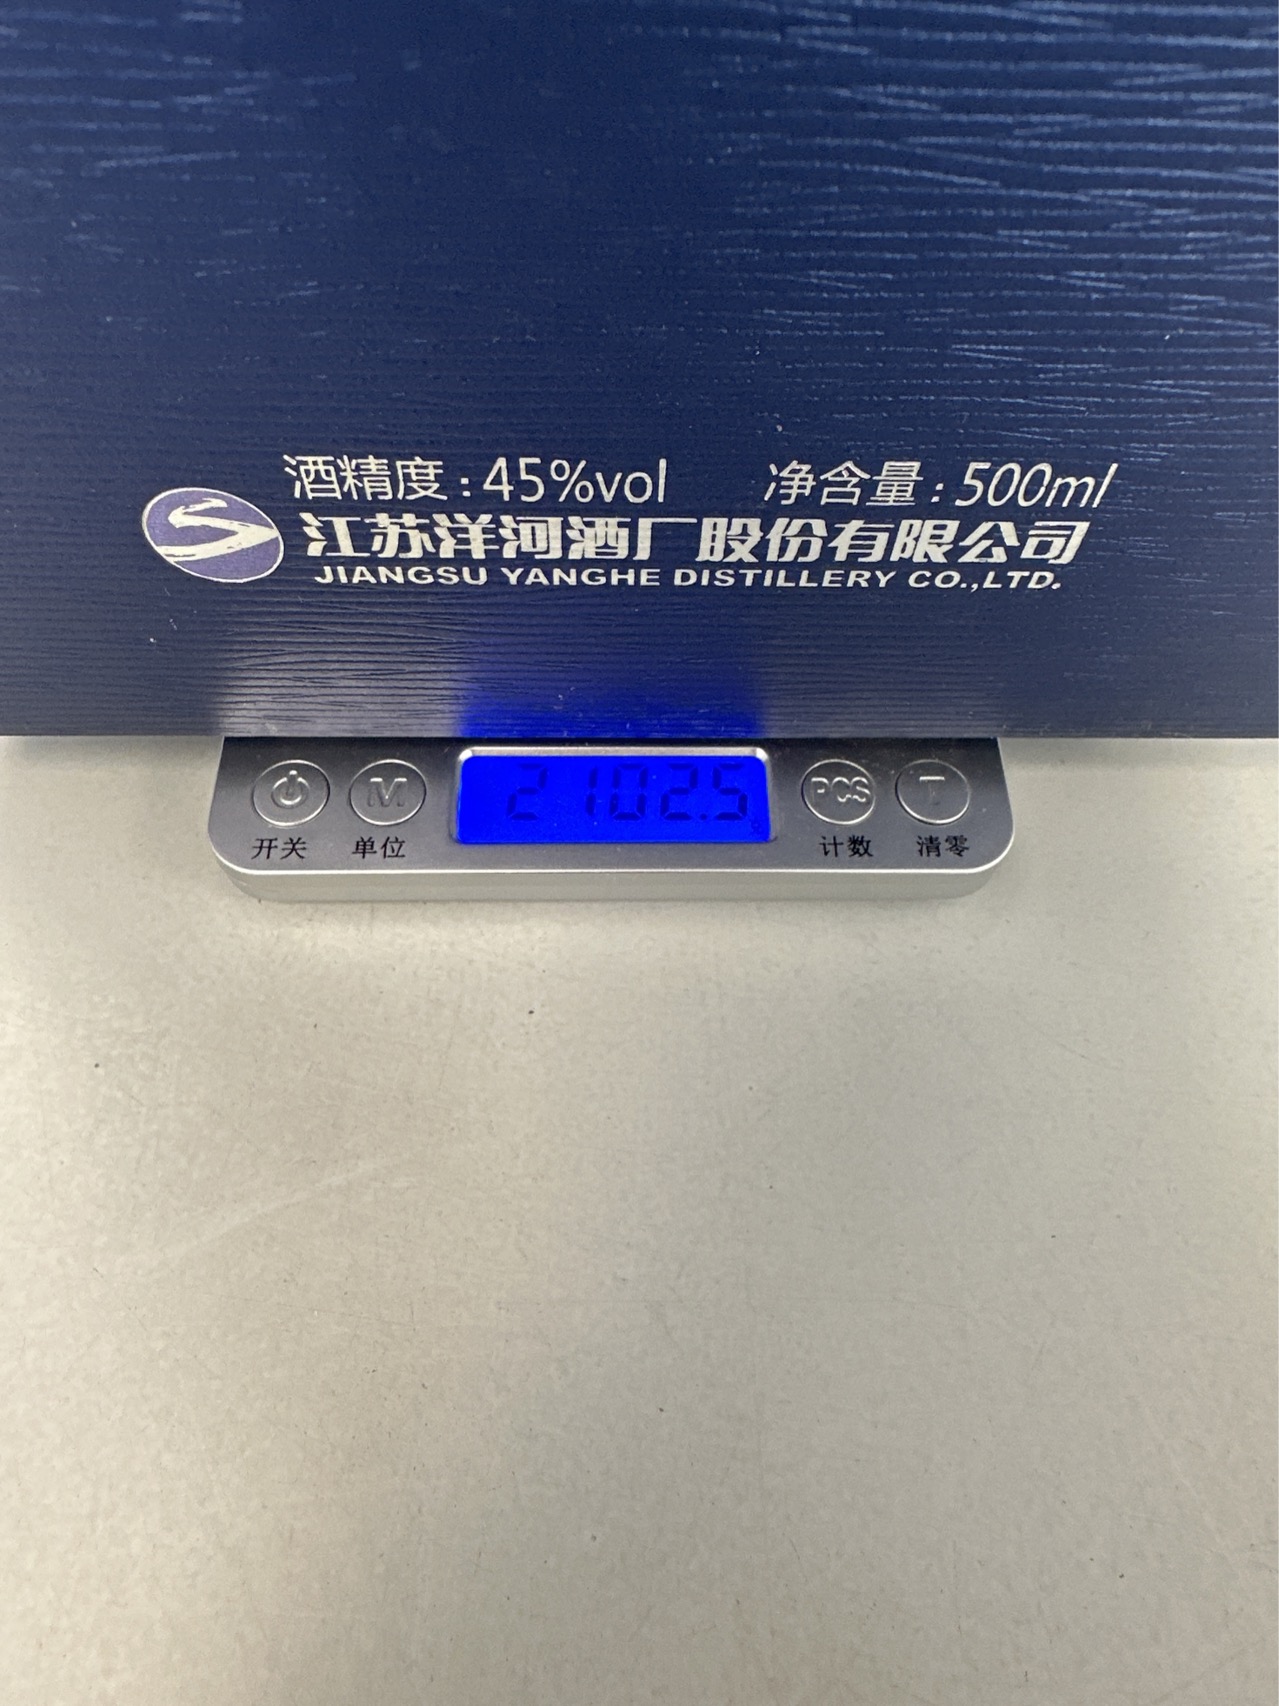 酒精度:45%vol 净含量:500ml
江苏洋河酒厂股份有限公司
JIANGSU YANGHE DISTILLERY CO.,LTD.
M 2102.5 PCS T
开关 单位 计数 清零